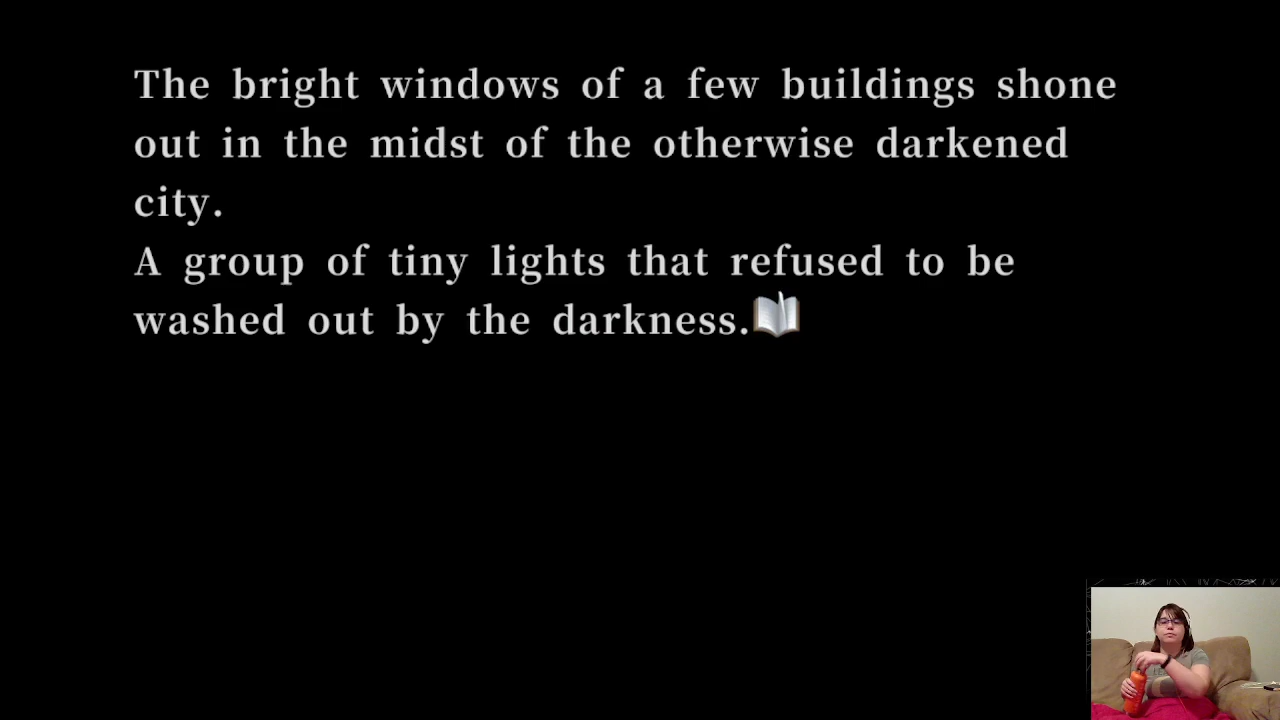 The bright windows of a few buildings shone
out in the midst of the otherwise darkened
city.
A group of tiny lights that refused to be
washed out by the darkness.